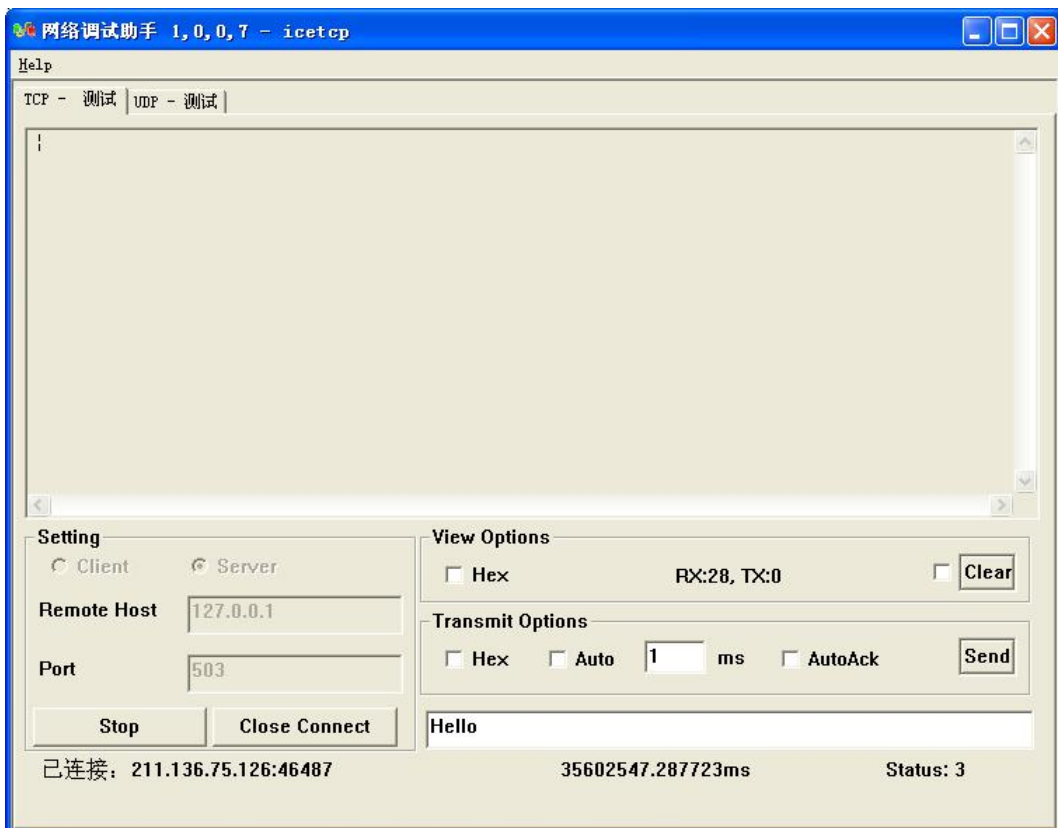 网络调试助手 1,0,0,7 - icetcp
Help
TCP - 测试 UDP - 测试
¦
Setting
Client Server
Remote Host 127.0.0.1
Port 503
Stop Close Connect
View Options
Hex RX:28, TX:0 Clear
Transmit Options
Hex Auto 1 ms AutoAck Send
Hello
已连接：211.136.75.126:46487 35602547.287723ms Status: 3